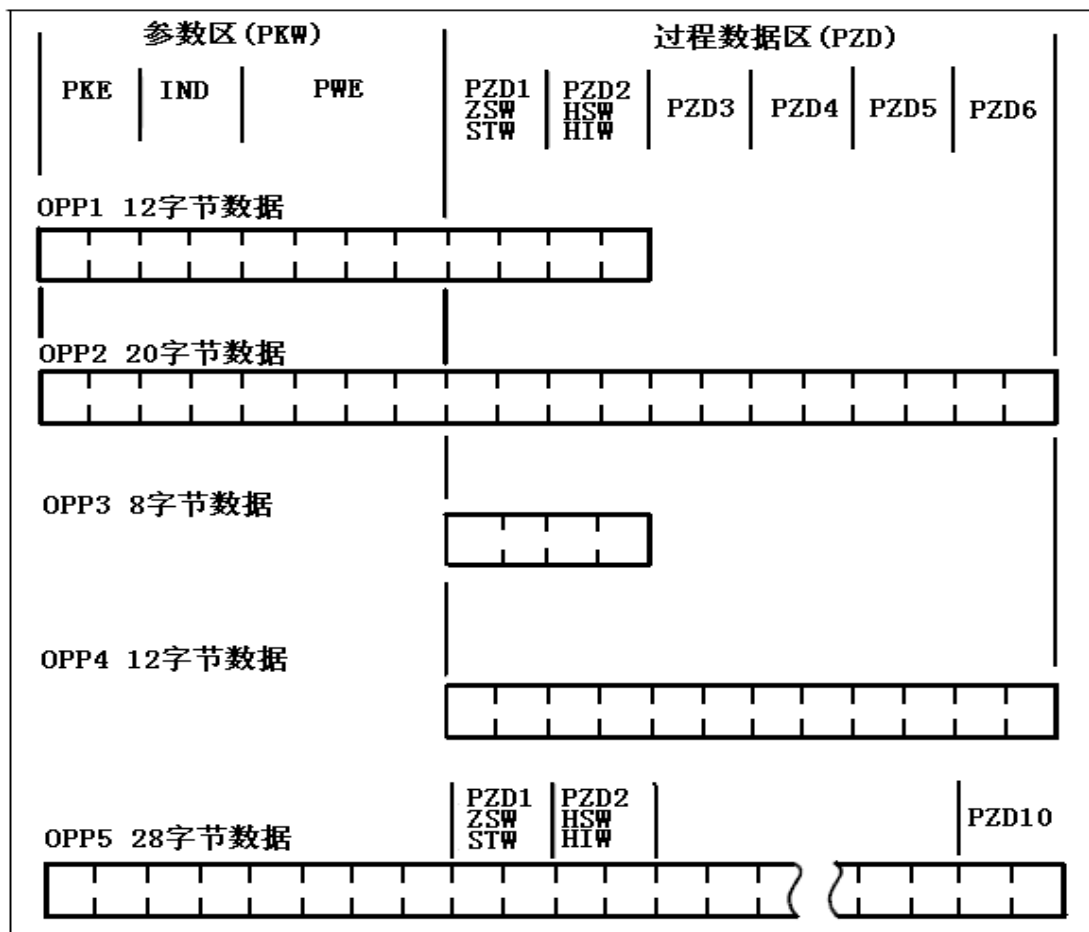 参数区(PKW)
过程数据区(PZD)
PKE
IND
PWE
PZD1
ZSW
STW
PZD2
HSW
HIW
PZD3
PZD4
PZD5
PZD6
OPP1 12字节数据
OPP2 20字节数据
OPP3 8字节数据
OPP4 12字节数据
PZD1
ZSW
STW
PZD2
HSW
HIW
PZD10
OPP5 28字节数据